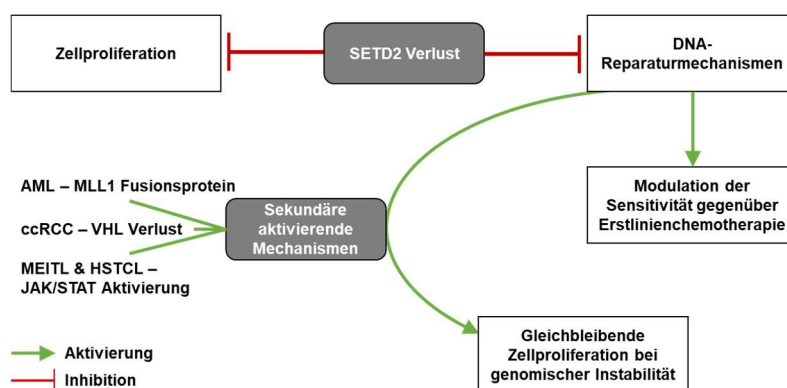 Zellproliferation
SETD2 Verlust
DNA-
Reparaturmechanismen
AML – MLL1 Fusionsprotein
ccRCC – VHL Verlust
MEITL & HSTCL –
JAK/STAT Aktivierung
Sekundäre
aktivierende
Mechanismen
Modulation der
Sensitivität gegenüber
Erstlinienchemotherapie
Gleichbleibende
Zellproliferation bei
genomischer Instabilität
Aktivierung
Inhibition